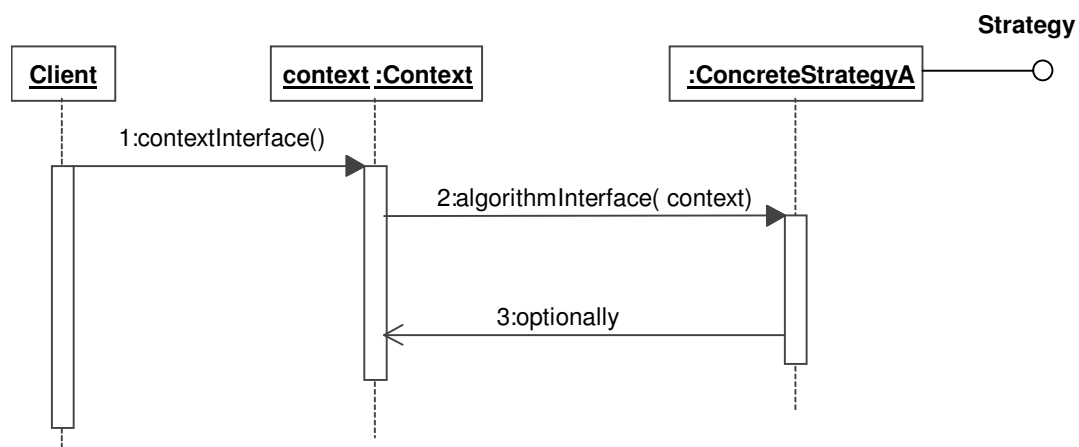 Strategy
Client
context :Context
:ConcreteStrategyA
1:contextInterface()
2:algorithmInterface( context)
3:optionally